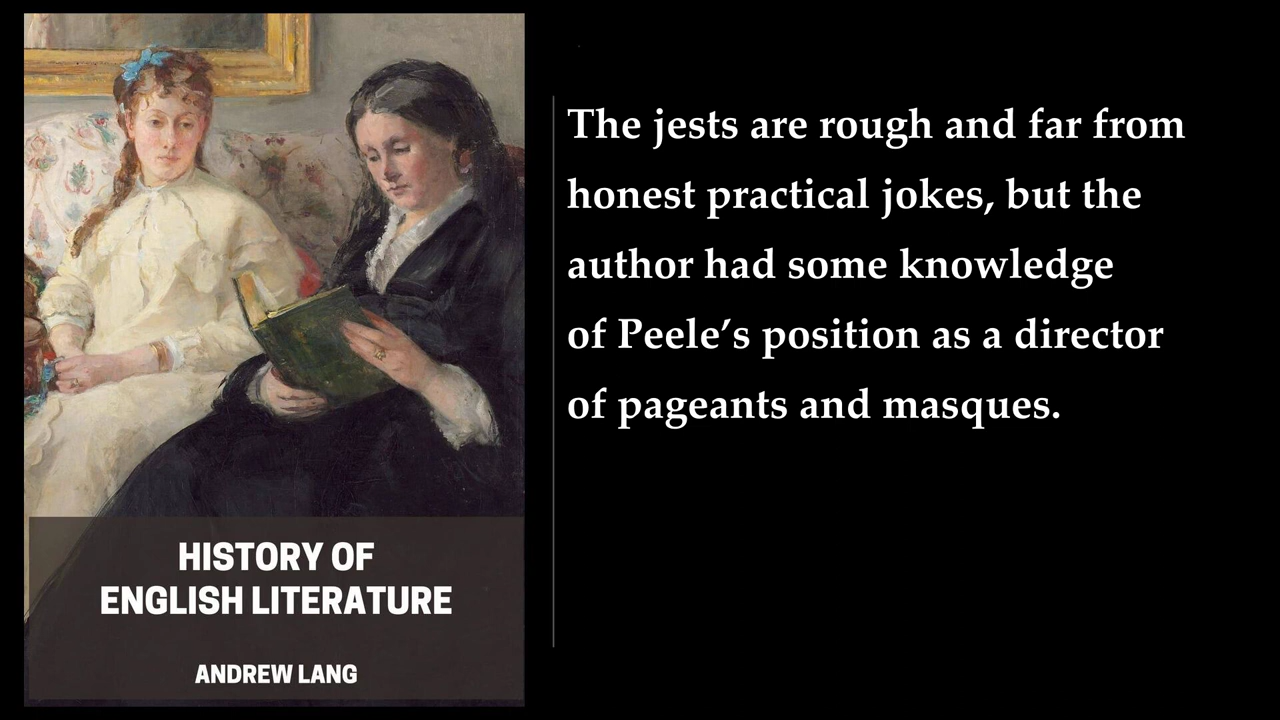 The jests are rough and far from
honest practical jokes, but the
author had some knowledge
of Peele’s position as a director
of pageants and masques.
HISTORY OF
ENGLISH LITERATURE
ANDREW LANG